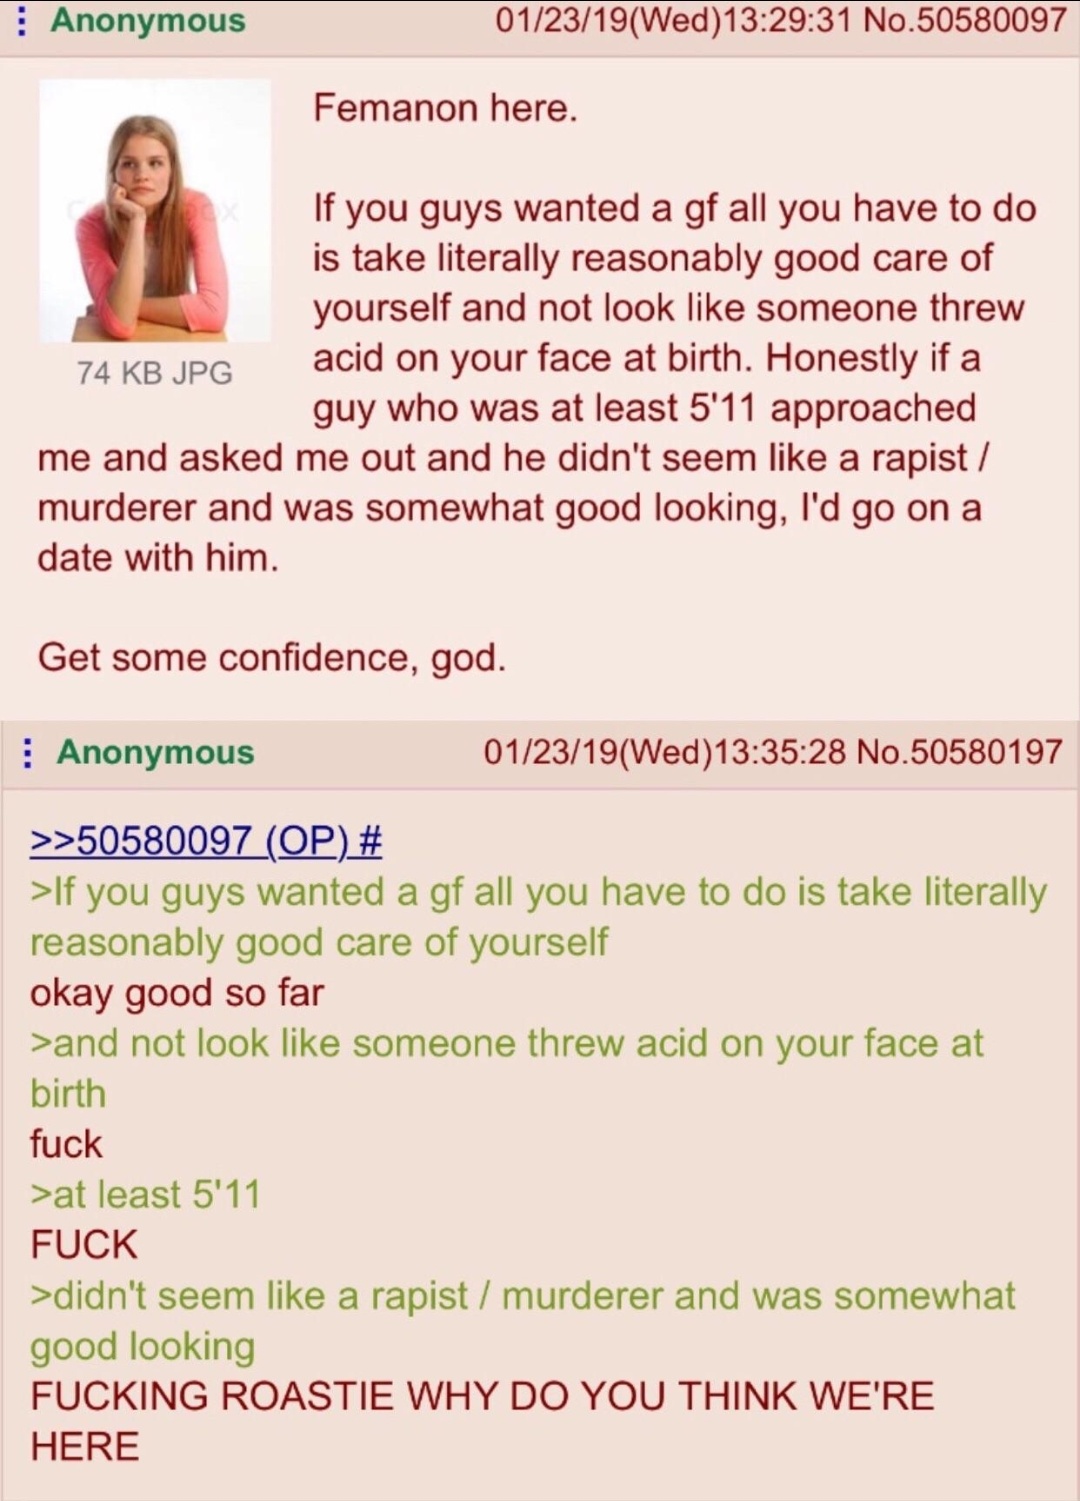 Anonymous 01/23/19(Wed)13:29:31 No.50580097
74 KB JPG
Femanon here.
If you guys wanted a gf all you have to do
is take literally reasonably good care of
yourself and not look like someone threw
acid on your face at birth. Honestly if a
guy who was at least 5'11 approached
me and asked me out and he didn't seem like a rapist /
murderer and was somewhat good looking, I'd go on a
date with him.
Get some confidence, god.
Anonymous 01/23/19(Wed)13:35:28 No.50580197
>>50580097 (OP) #
>If you guys wanted a gf all you have to do is take literally
reasonably good care of yourself
okay good so far
>and not look like someone threw acid on your face at
birth
fuck
>at least 5'11
FUCK
>didn't seem like a rapist / murderer and was somewhat
good looking
FUCKING ROASTIE WHY DO YOU THINK WE'RE
HERE